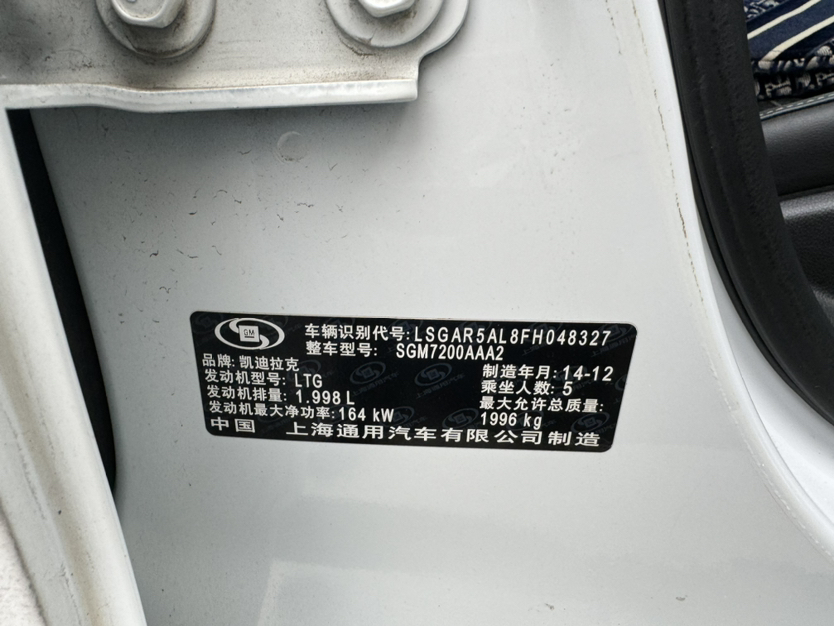 GM
车辆识别代号:LSGAR5AL8FH048327
整车型号: SGM7200AAA2
品牌:凯迪拉克
制造年月:14-12
发动机型号: LTG
乘坐人数:5
发动机排量:1.998L
最大允许总质量:
发动机最大净功率:164 kW
1996 kg
中国 上海通用汽车有限公司制造